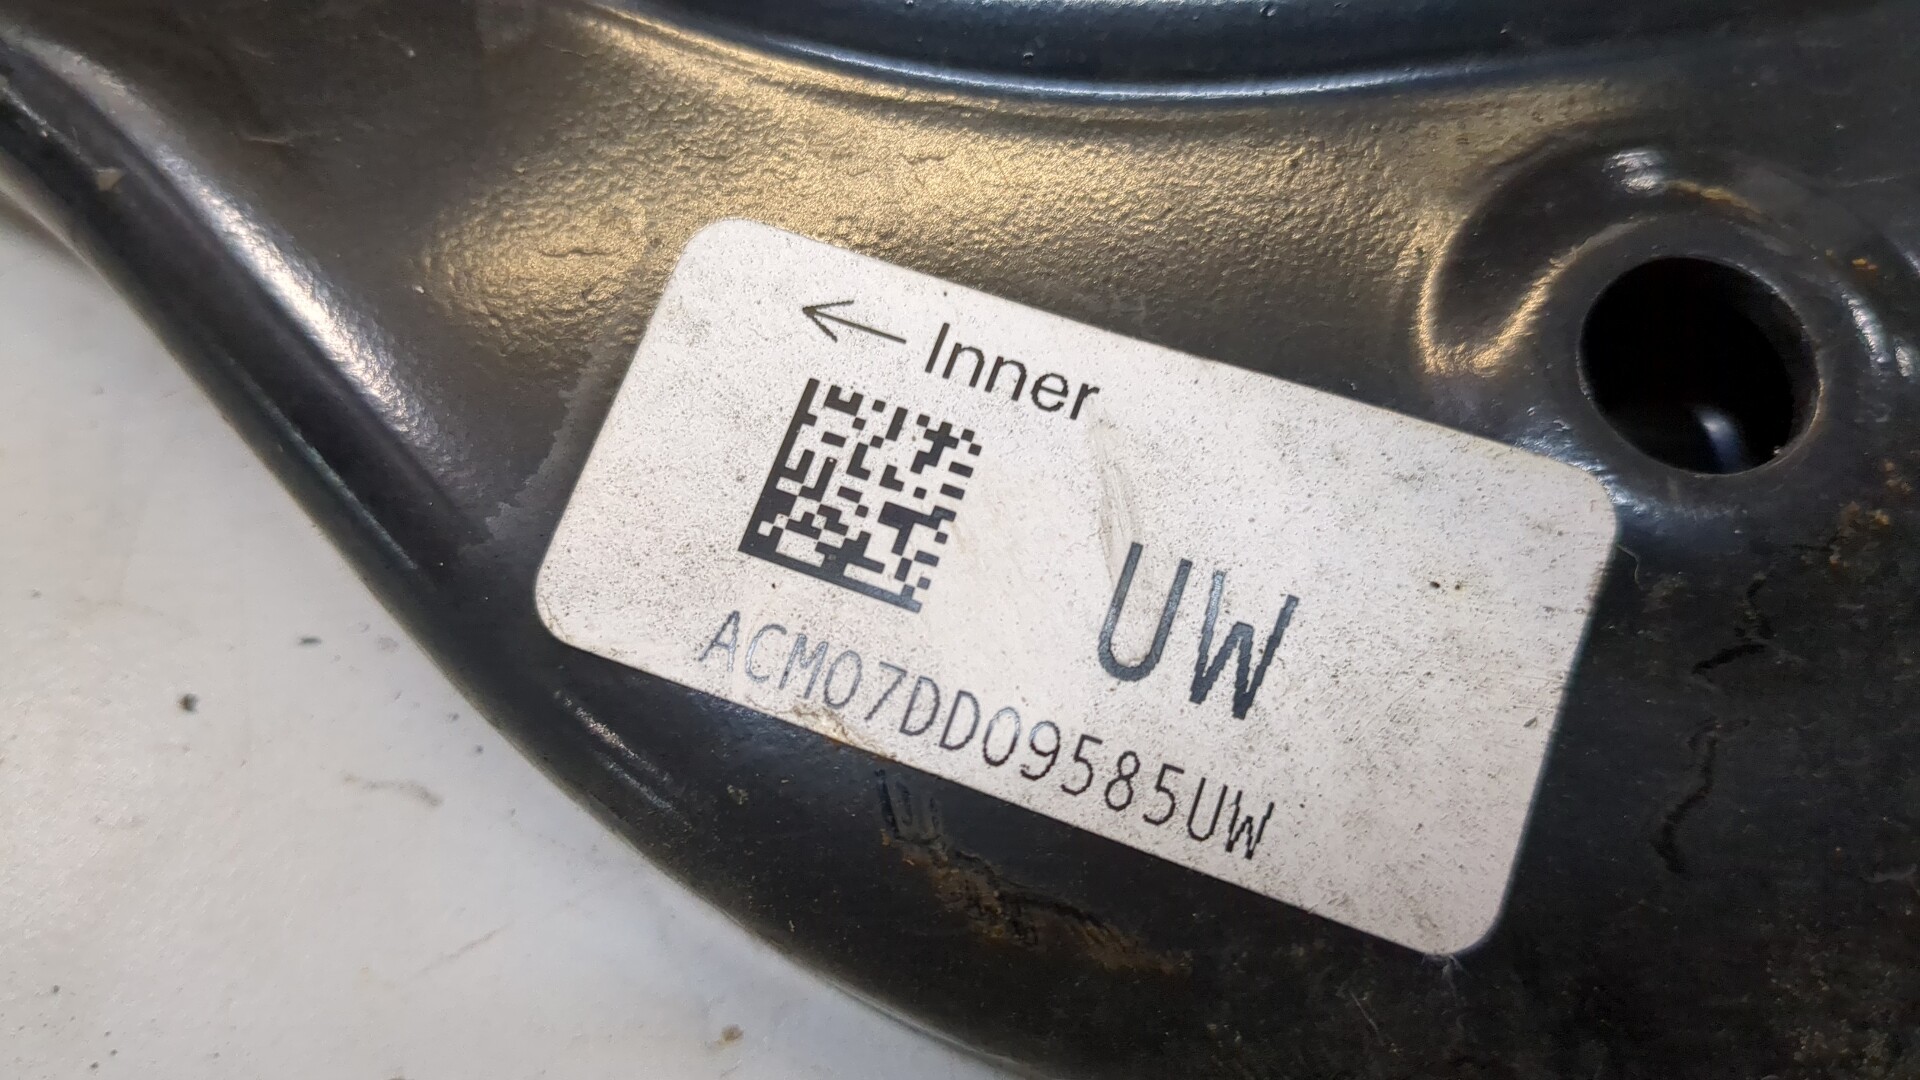 ← Inner
UW
ACM07DD09585UW